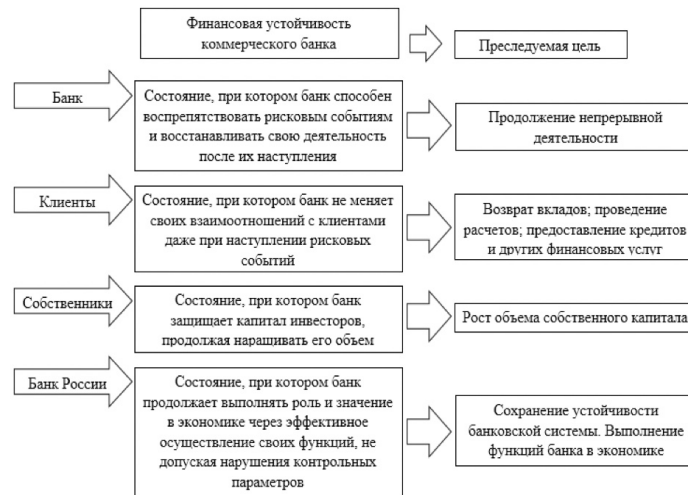 Финансовая устойчивость
коммерческого банка
Преследуемая цель
Банк
Состояние, при котором банк способен
воспрепятствовать рисковым событиям
и восстанавливать свою деятельность
после их наступления
Продолжение непрерывной
деятельности
Клиенты
Состояние, при котором банк не меняет
своих взаимоотношений с клиентами
даже при наступлении рисковых
событий
Возврат вкладов; проведение
расчетов; предоставление кредитов
и других финансовых услуг
Собственники
Состояние, при котором банк
защищает капитал инвесторов,
продолжая наращивать его объем
Рост объема собственного капитала
Банк России
Состояние, при котором банк
продолжает выполнять роль и значение
в экономике через эффективное
осуществление своих функций, не
допуская нарушения контрольных
параметров
Сохранение устойчивости
банковской системы. Выполнение
функций банка в экономике